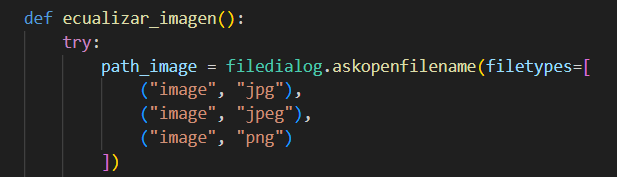 def ecualizar_imagen():
    try:
        path_image = filedialog.askopenfilename(filetypes=[
            ("image", "jpg"),
            ("image", "jpeg"),
            ("image", "png")
        ])